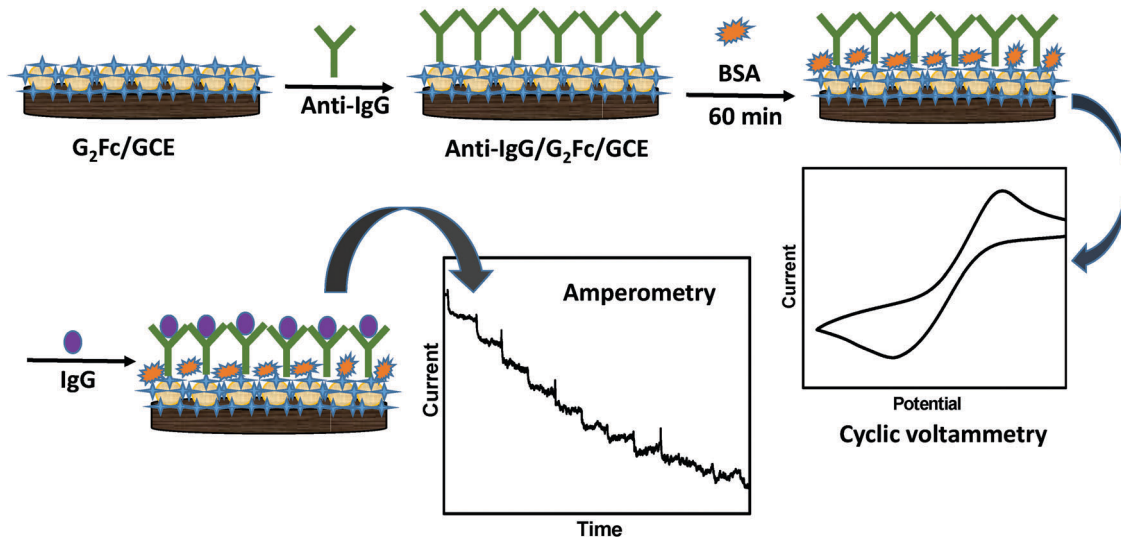 Anti-IgG
BSA
60 min
G₂Fc/GCE
Anti-IgG/G₂Fc/GCE
Current
Potential
Cyclic voltammetry
IgG
Amperometry
Current
Time